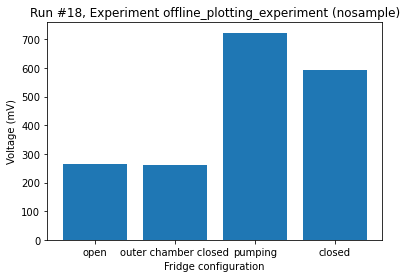 Run #18, Experiment offline_plotting_experiment (nosample)
Voltage (mV)
700
600
500
400
300
200
100
0
open outer chamber closed pumping closed
Fridge configuration